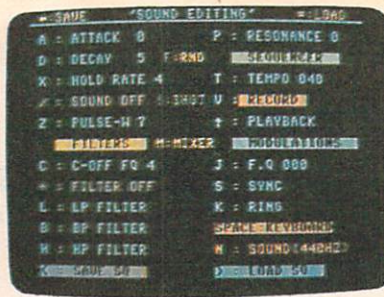 ←:SAVE "SOUND EDITING" =:LOAD
A : ATTACK 0 P : RESONANCE 0
D : DECAY 5 F:RND SEQUENCER
X : HOLD RATE 4 T : TEMPO 040
/ : SOUND OFF S:SHOT V : RECORD
Z : PULSE-W 7 ↑ : PLAYBACK
FILTERS M:MIXER MODULATIONS
C : C-OFF FQ 4 J : F.Q 000
: FILTER OFF S : SYNC
L : LP FILTER K : RING
B : BP FILTER SPACE:KEYBOARD
H : HP FILTER N : SOUND(440HZ)
< : SAVE SQ > : LOAD SQ